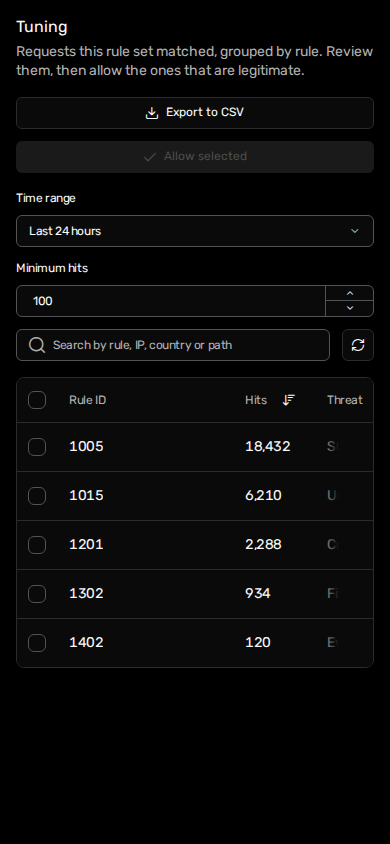 Tuning
Requests this rule set matched, grouped by rule. Review
them, then allow the ones that are legitimate.
Export to CSV
Allow selected
Time range
Last 24 hours
Minimum hits
100
Search by rule, IP, country or path
Rule ID Hits Threat
1005 18,432
1015 6,210
1201 2,288
1302 934
1402 120